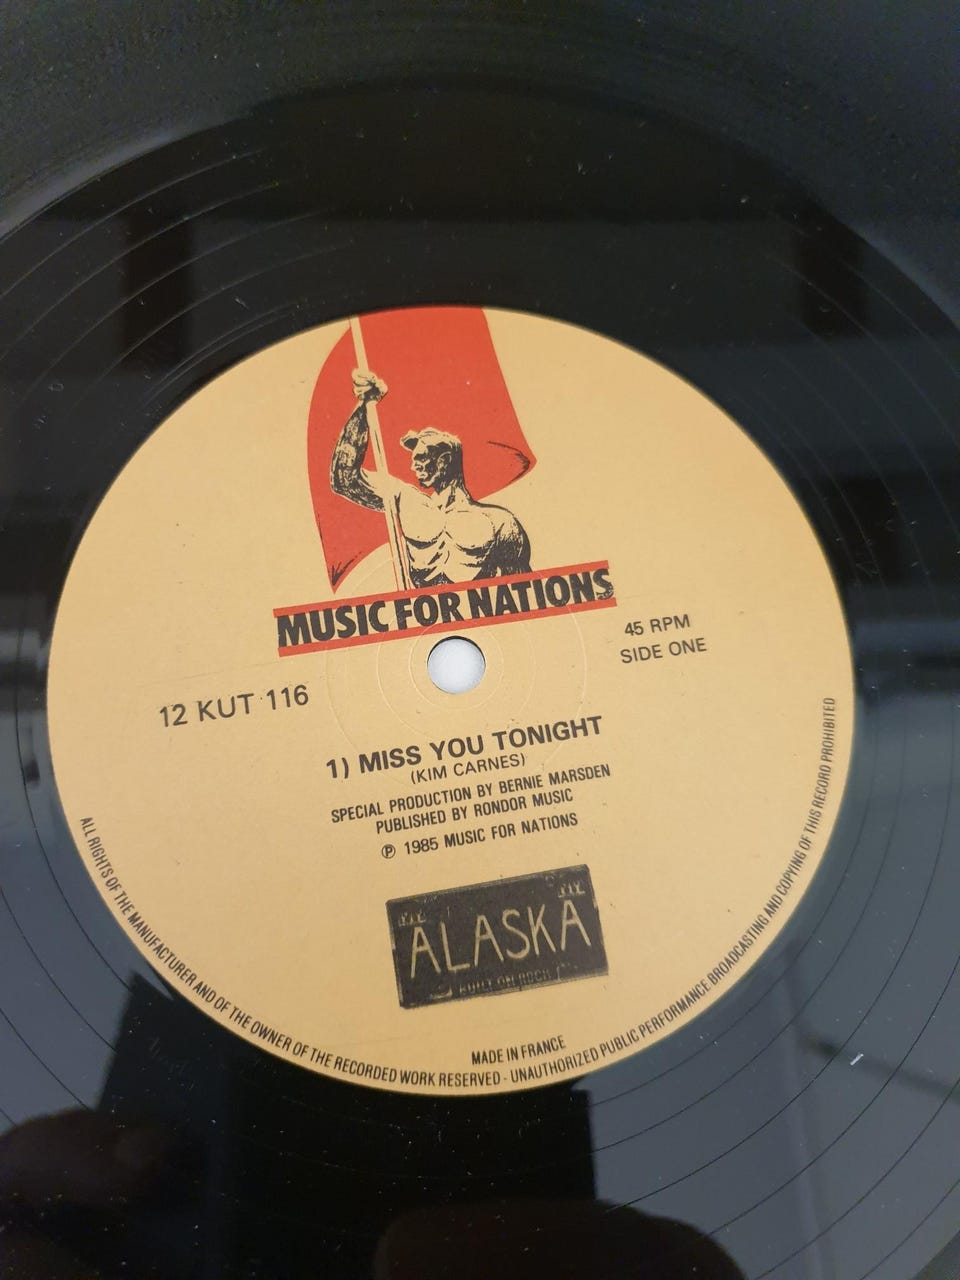 MUSIC FOR NATIONS
45 RPM
SIDE ONE
12 KUT 116
1) MISS YOU TONIGHT
(KIM CARNES)
SPECIAL PRODUCTION BY BERNIE MARSDEN
PUBLISHED BY RONDOR MUSIC
℗ 1985 MUSIC FOR NATIONS
ALASKA
BUILT ON ROCK
MADE IN FRANCE
ALL RIGHTS OF THE MANUFACTURER AND OF THE OWNER OF THE RECORDED WORK RESERVED - UNAUTHORIZED PUBLIC PERFORMANCE BROADCASTING AND COPYING OF THIS RECORD PROHIBITED